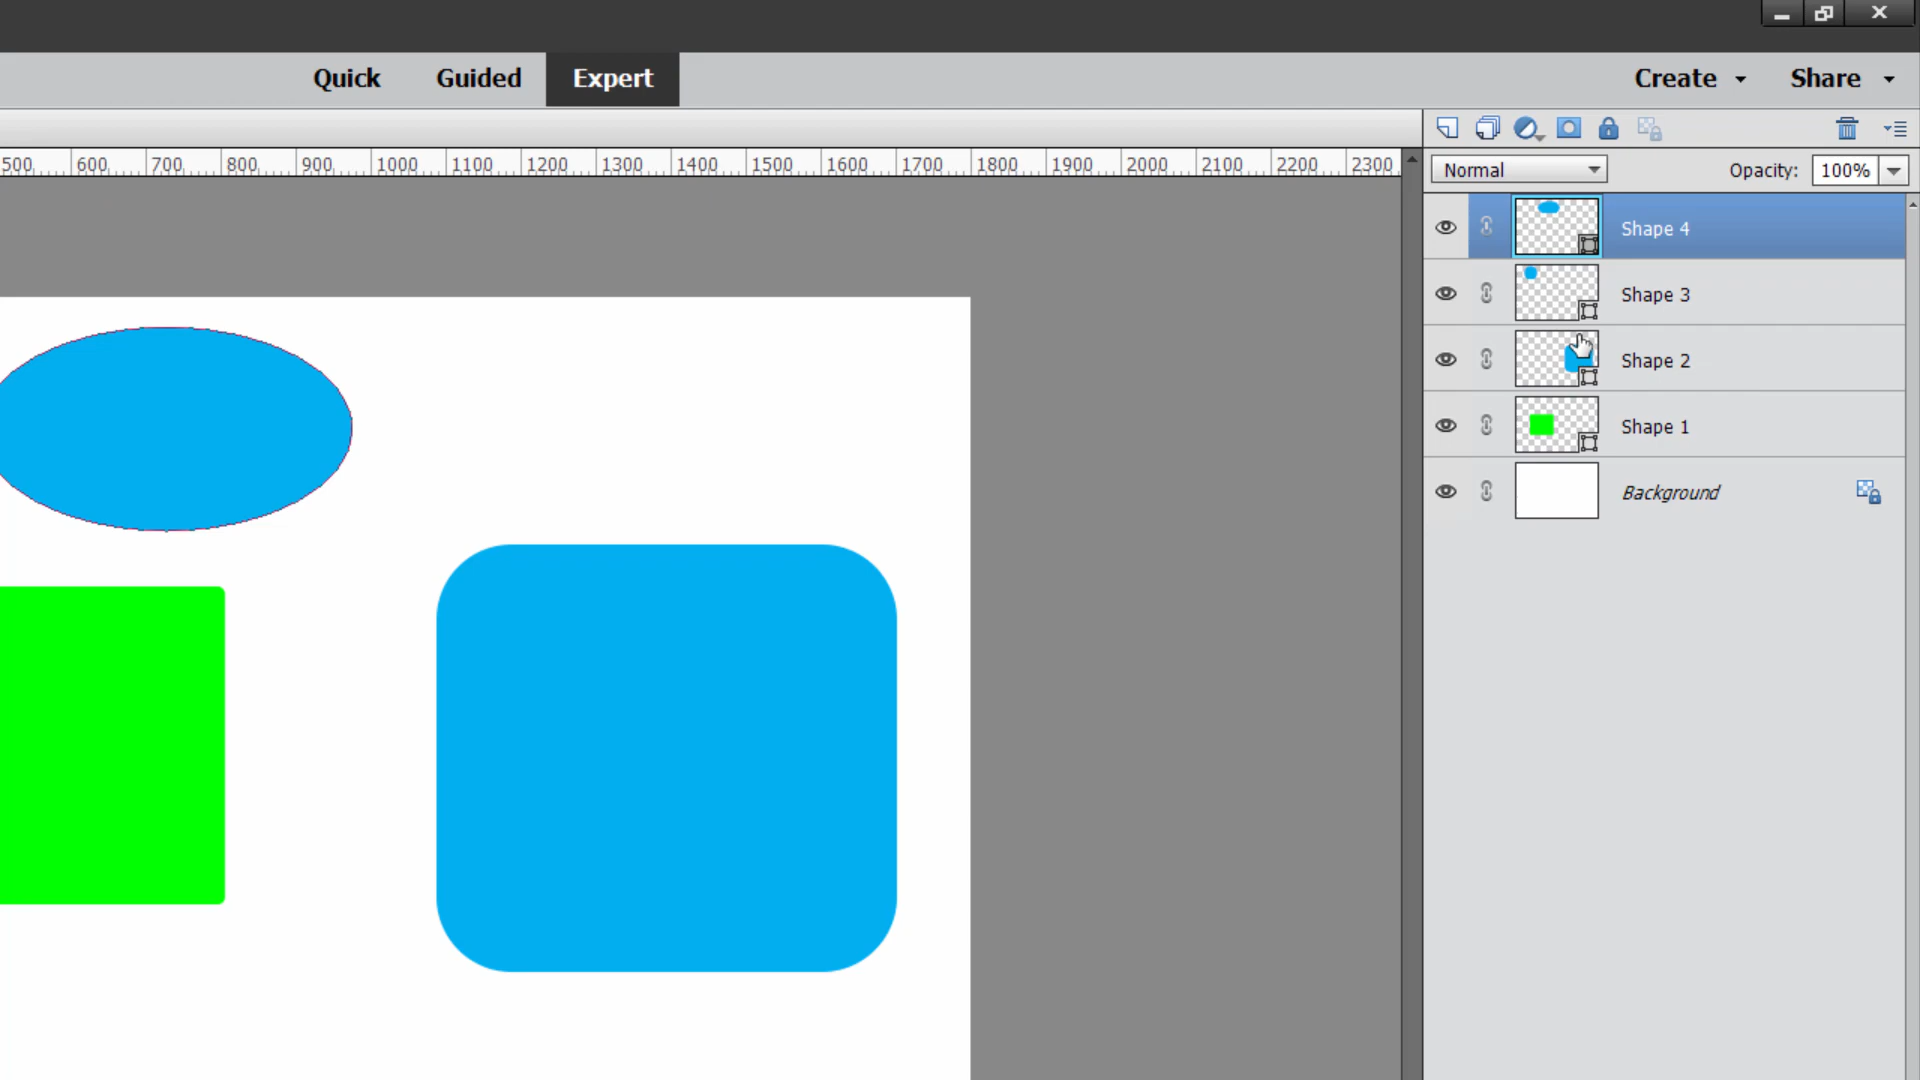 Quick Guided Expert Create Share
500 600 700 800 900 1000 1100 1200 1300 1400 1500 1600 1700 1800 1900 2000 2100 2200 2300
Normal Opacity: 100%
Shape 4
Shape 3
Shape 2
Shape 1
Background